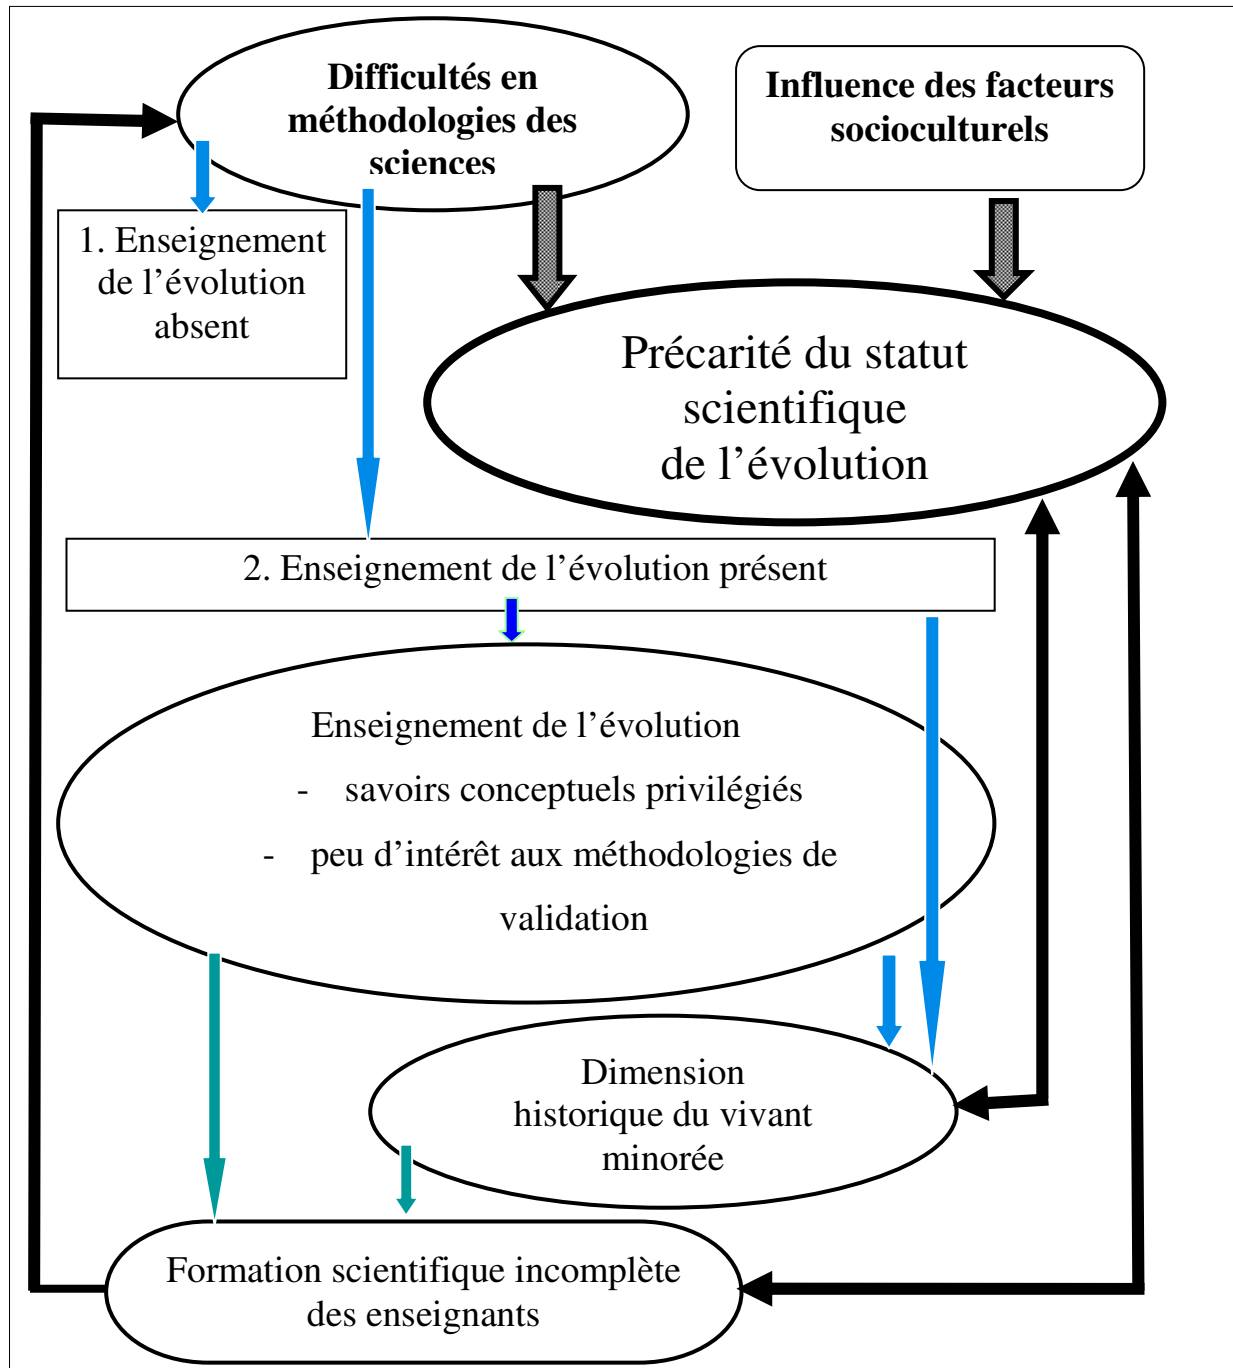 Difficultés en
méthodologies des
sciences
Influence des facteurs
socioculturels
1. Enseignement
de l’évolution
absent
Précarité du statut
scientifique
de l’évolution
2. Enseignement de l’évolution présent
Enseignement de l’évolution
- savoirs conceptuels privilégiés
- peu d’intérêt aux méthodologies de
validation
Dimension
historique du vivant
minorée
Formation scientifique incomplète
des enseignants